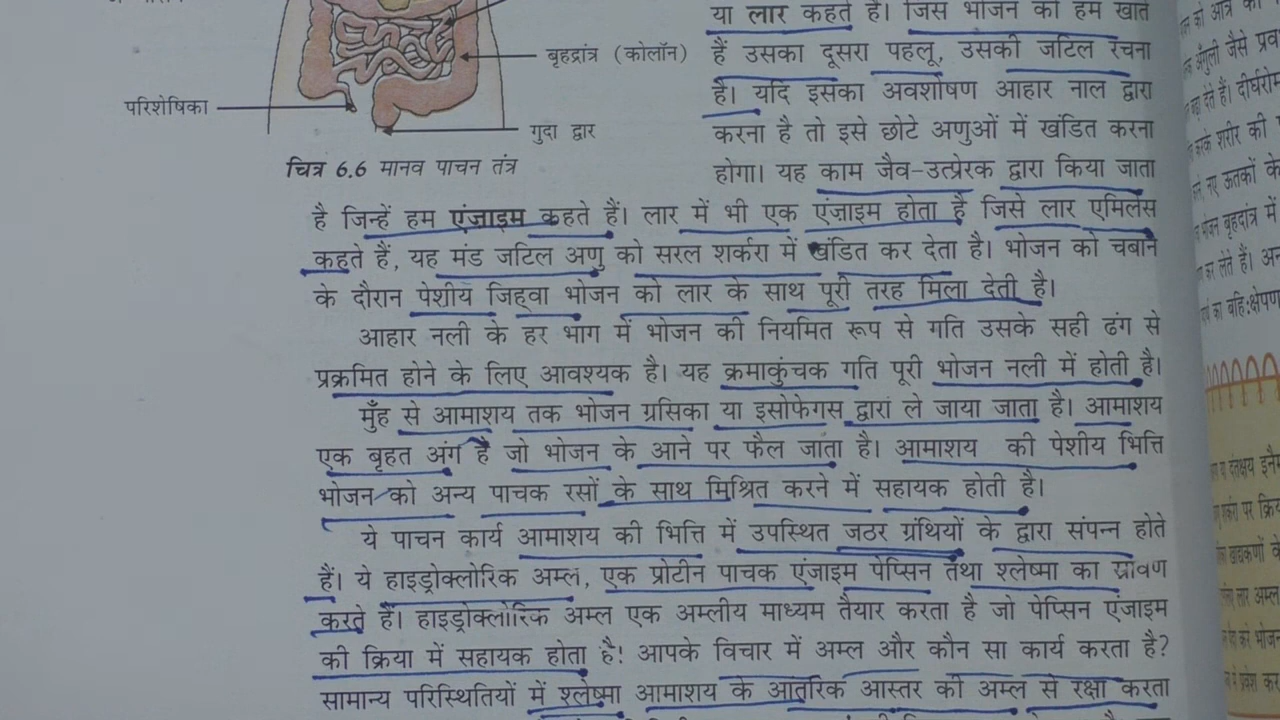 या लार कहते हैं। जिस भोजन को हम खाते
हैं उसका दूसरा पहलू, उसकी जटिल रचना
है। यदि इसका अवशोषण आहार नाल द्वारा
करना है तो इसे छोटे अणुओं में खंडित करना
होगा। यह काम जैव-उत्प्रेरक द्वारा किया जाता
बृहदांत्र (कोलॉन)
परिशेषिका
गुदा द्वार
चित्र 6.6 मानव पाचन तंत्र
है जिन्हें हम एंज़ाइम कहते हैं। लार में भी एक एंज़ाइम होता है जिसे लार एमिलेस
कहते हैं, यह मंड जटिल अणु को सरल शर्करा में खंडित कर देता है। भोजन को चबाने
के दौरान पेशीय जिह्वा भोजन को लार के साथ पूरी तरह मिला देती है।
आहार नली के हर भाग में भोजन की नियमित रूप से गति उसके सही ढंग से
प्रक्रमित होने के लिए आवश्यक है। यह क्रमाकुंचक गति पूरी भोजन नली में होती है।
मुँह से आमाशय तक भोजन ग्रसिका या इसोफेगस द्वारा ले जाया जाता है। आमाशय
एक बृहत अंग है जो भोजन के आने पर फैल जाता है। आमाशय की पेशीय भित्ति
भोजन को अन्य पाचक रसों के साथ मिश्रित करने में सहायक होती है।
ये पाचन कार्य आमाशय की भित्ति में उपस्थित जठर ग्रंथियों के द्वारा संपन्न होते
हैं। ये हाइड्रोक्लोरिक अम्ल, एक प्रोटीन पाचक एंज़ाइम पेप्सिन तथा श्लेष्मा का स्रावण
करते हैं। हाइड्रोक्लोरिक अम्ल एक अम्लीय माध्यम तैयार करता है जो पेप्सिन एंज़ाइम
की क्रिया में सहायक होता है! आपके विचार में अम्ल और कौन सा कार्य करता है?
सामान्य परिस्थितियों में श्लेष्मा आमाशय के आंतरिक आस्तर की अम्ल से रक्षा करता